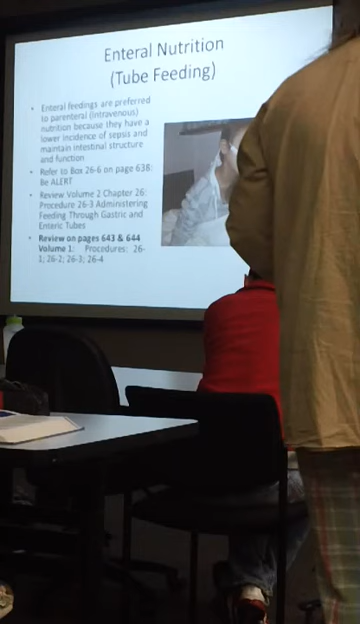 Enteral Nutrition
(Tube Feeding)
• Enteral feedings are preferred
to parenteral (intravenous)
nutrition because they have a
lower incidence of sepsis and
maintain intestinal structure
and function
• Refer to Box 26-6 on page 638:
Be ALERT
• Review Volume 2 Chapter 26:
Procedure 26-3 Administering
Feeding Through Gastric and
Enteric Tubes
• Review on pages 643 & 644
Volume 1: Procedures: 26-
1; 26-2; 26-3; 26-4